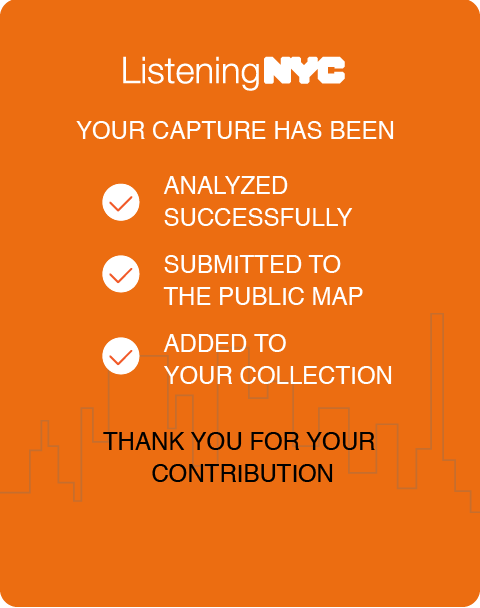 ListeningNYC
YOUR CAPTURE HAS BEEN
ANALYZED
SUCCESSFULLY
SUBMITTED TO
THE PUBLIC MAP
ADDED TO
YOUR COLLECTION
THANK YOU FOR YOUR
CONTRIBUTION